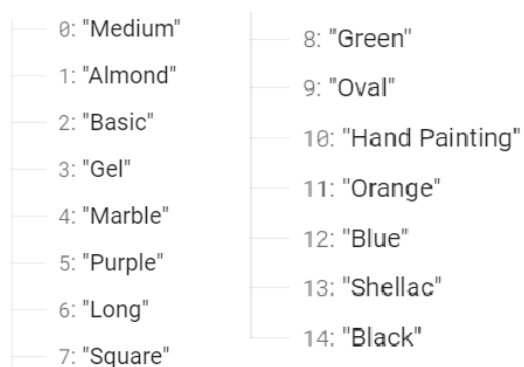 0: "Medium"
1: "Almond"
2: "Basic"
3: "Gel"
4: "Marble"
5: "Purple"
6: "Long"
7: "Square"
8: "Green"
9: "Oval"
10: "Hand Painting"
11: "Orange"
12: "Blue"
13: "Shellac"
14: "Black"